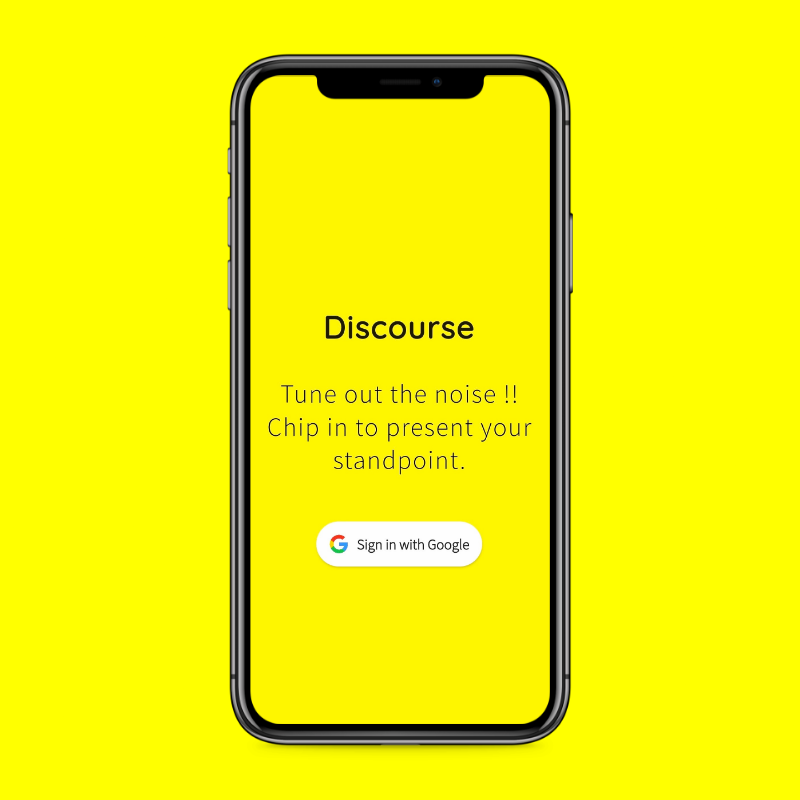 Discourse
Tune out the noise !!
Chip in to present your
standpoint.
Sign in with Google